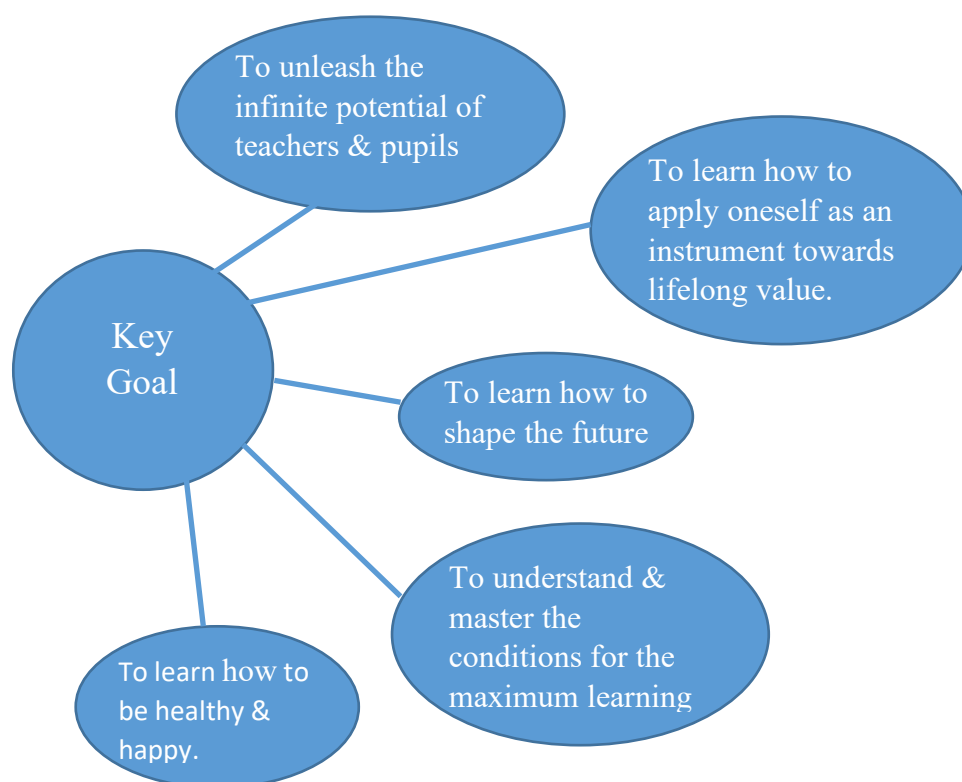 To unleash the
infinite potential of
teachers & pupils
To learn how to
apply oneself as an
instrument towards
lifelong value.
Key
Goal
To learn how to
shape the future
To understand &
master the
conditions for the
maximum learning
To learn how to
be healthy &
happy.